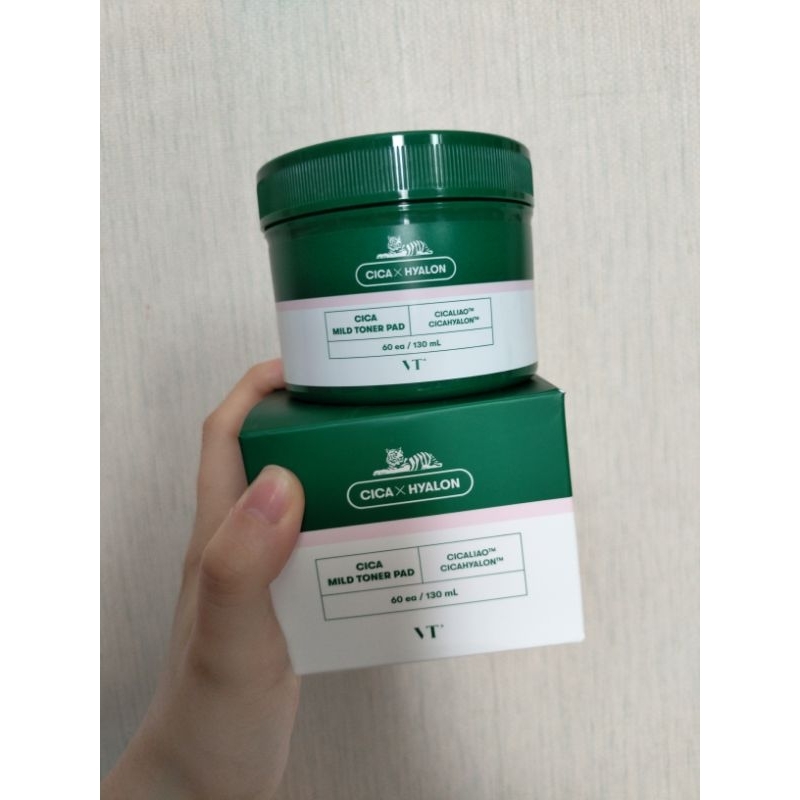 CICA×HYALON
CICA
MILD TONER PAD
CICALIAO™
CICAHYALON™
60 ea / 130 mL
VT
CICA×HYALON
CICA
MILD TONER PAD
CICALIAO™
CICAHYALON™
60 ea / 130 mL
VT